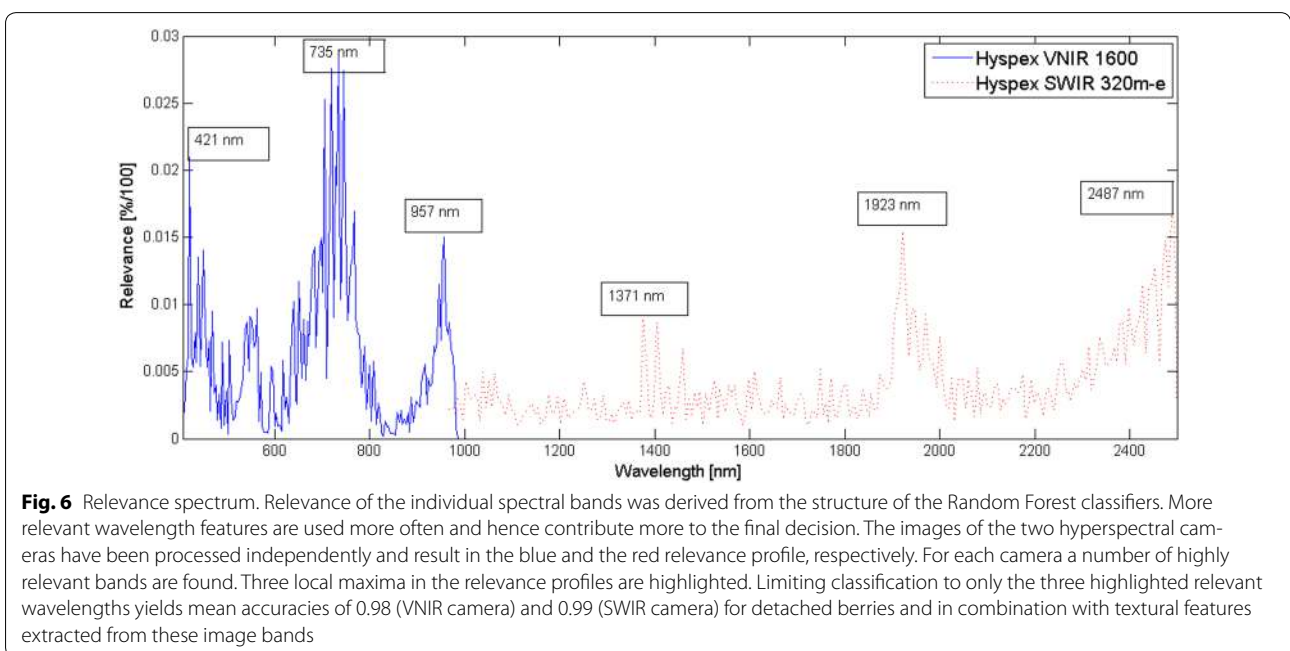 0.03
0.025
0.02
0.015
0.01
0.005
0
Relevance [%/100]
421 nm
735 nm
957 nm
1371 nm
1923 nm
2487 nm
Hyspex VNIR 1600
Hyspex SWIR 320m-e
600
800
1000
1200
1400
1600
1800
2000
2200
2400
Wavelength [nm]
Fig. 6 Relevance spectrum. Relevance of the individual spectral bands was derived from the structure of the Random Forest classifiers. More
relevant wavelength features are used more often and hence contribute more to the final decision. The images of the two hyperspectral cam-
eras have been processed independently and result in the blue and the red relevance profile, respectively. For each camera a number of highly
relevant bands are found. Three local maxima in the relevance profiles are highlighted. Limiting classification to only the three highlighted relevant
wavelengths yields mean accuracies of 0.98 (VNIR camera) and 0.99 (SWIR camera) for detached berries and in combination with textural features
extracted from these image bands